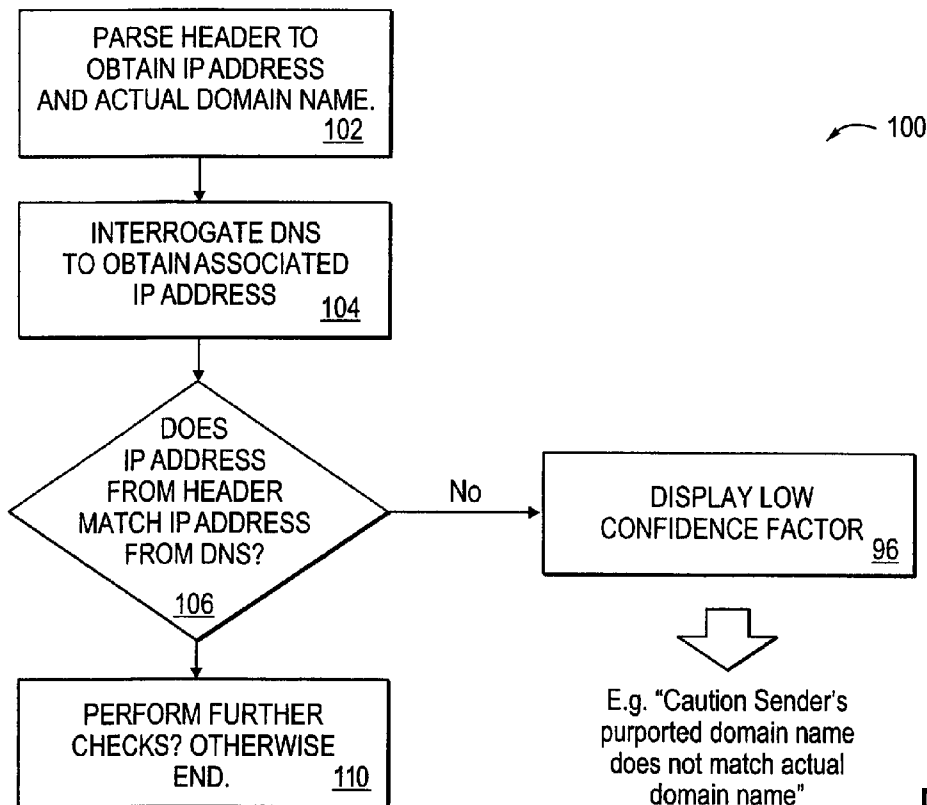 PARSE HEADER TO
OBTAIN IP ADDRESS
AND ACTUAL DOMAIN NAME.
102
100
INTERROGATE DNS
TO OBTAIN ASSOCIATED
IP ADDRESS
104
DOES
IP ADDRESS
FROM HEADER
MATCH IP ADDRESS
FROM DNS?
106
No
DISPLAY LOW
CONFIDENCE FACTOR
96
PERFORM FURTHER
CHECKS? OTHERWISE
END.
110
E.g. "Caution Sender's
purported domain name
does not match actual
domain name"